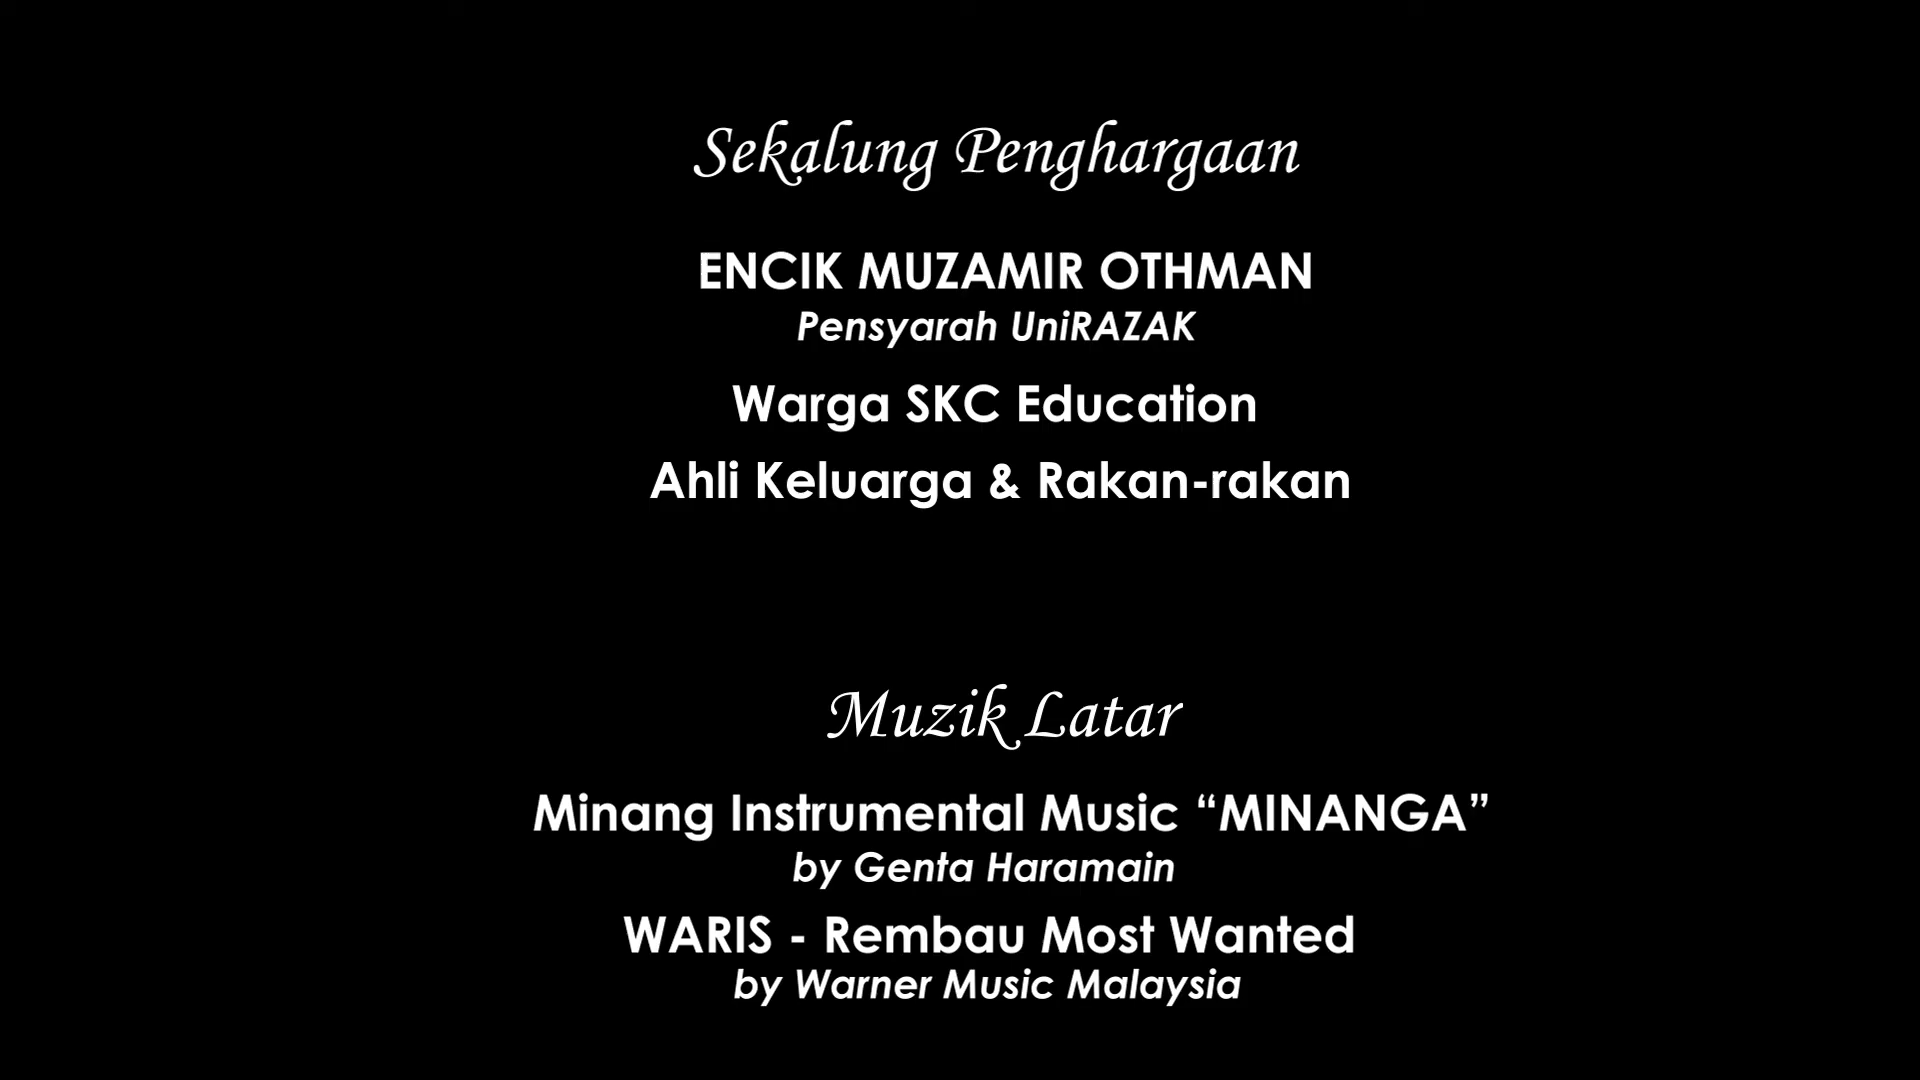 Sekalung Penghargaan
ENCIK MUZAMIR OTHMAN
Pensyarah UniRAZAK
Warga SKC Education
Ahli Keluarga & Rakan-rakan
Muzik Latar
Minang Instrumental Music “MINANGA”
by Genta Haramain
WARIS - Rembau Most Wanted
by Warner Music Malaysia